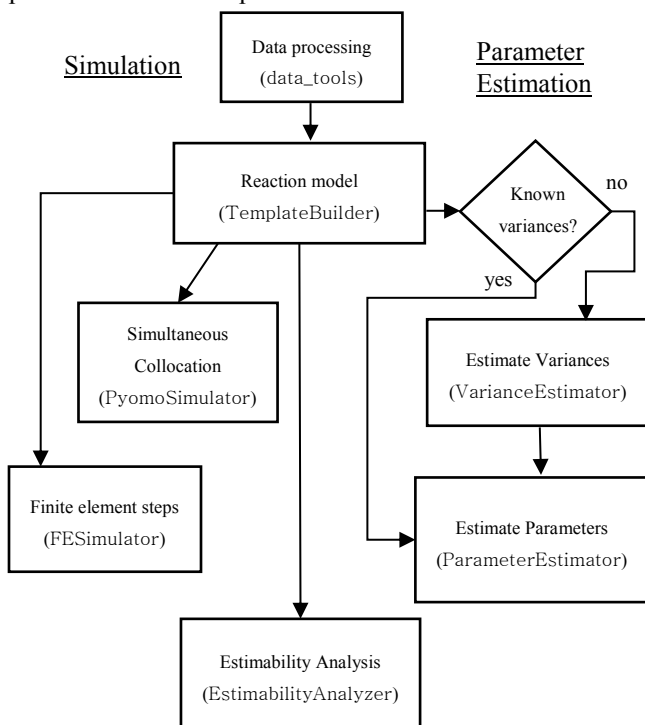 Simulation
Data processing
(data_tools)
Parameter
Estimation
Reaction model
(TemplateBuilder)
Known
variances?
no
yes
Simultaneous
Collocation
(PyomoSimulator)
Estimate Variances
(VarianceEstimator)
Finite element steps
(FESimulator)
Estimate Parameters
(ParameterEstimator)
Estimability Analysis
(EstimabilityAnalyzer)